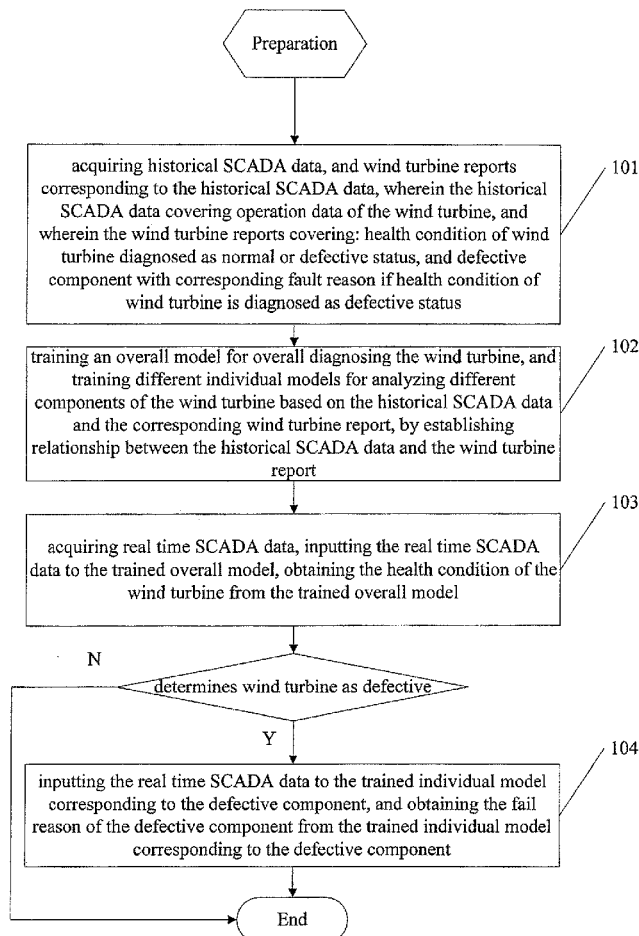 Preparation
acquiring historical SCADA data, and wind turbine reports
corresponding to the historical SCADA data, wherein the historical
SCADA data covering operation data of the wind turbine, and
wherein the wind turbine reports covering: health condition of wind
turbine diagnosed as normal or defective status, and defective
component with corresponding fault reason if health condition of
wind turbine is diagnosed as defective status
101
training an overall model for overall diagnosing the wind turbine, and
training different individual models for analyzing different
components of the wind turbine based on the historical SCADA data
and the corresponding wind turbine report, by establishing
relationship between the historical SCADA data and the wind turbine
report
102
acquiring real time SCADA data, inputting the real time SCADA
data to the trained overall model, obtaining the health condition of the
wind turbine from the trained overall model
103
N
determines wind turbine as defective
Y
inputting the real time SCADA data to the trained individual model
corresponding to the defective component, and obtaining the fail
reason of the defective component from the trained individual model
corresponding to the defective component
104
End